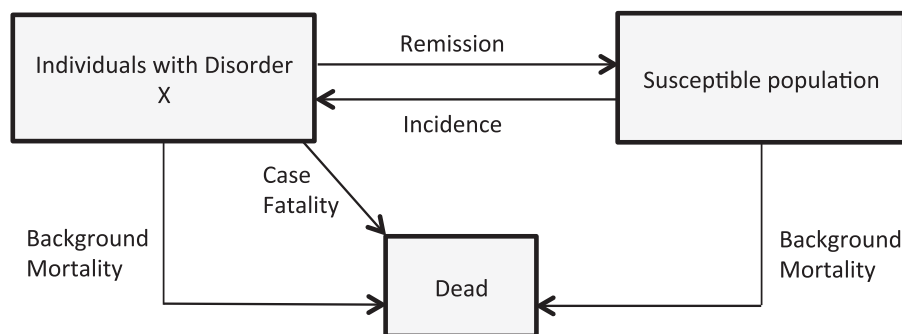 Individuals with Disorder
X
Remission
Susceptible population
Incidence
Case
Fatality
Background
Mortality
Background
Mortality
Dead